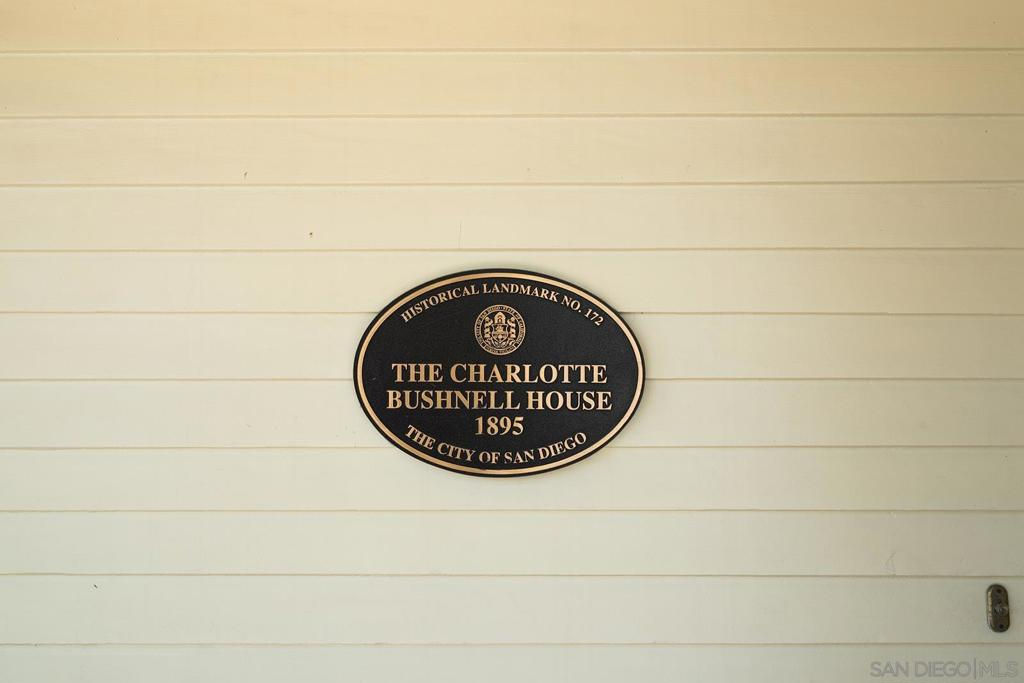 HISTORICAL LANDMARK NO. 172
THE CHARLOTTE
BUSHNELL HOUSE
1895
THE CITY OF SAN DIEGO
SAN DIEGO|MLS